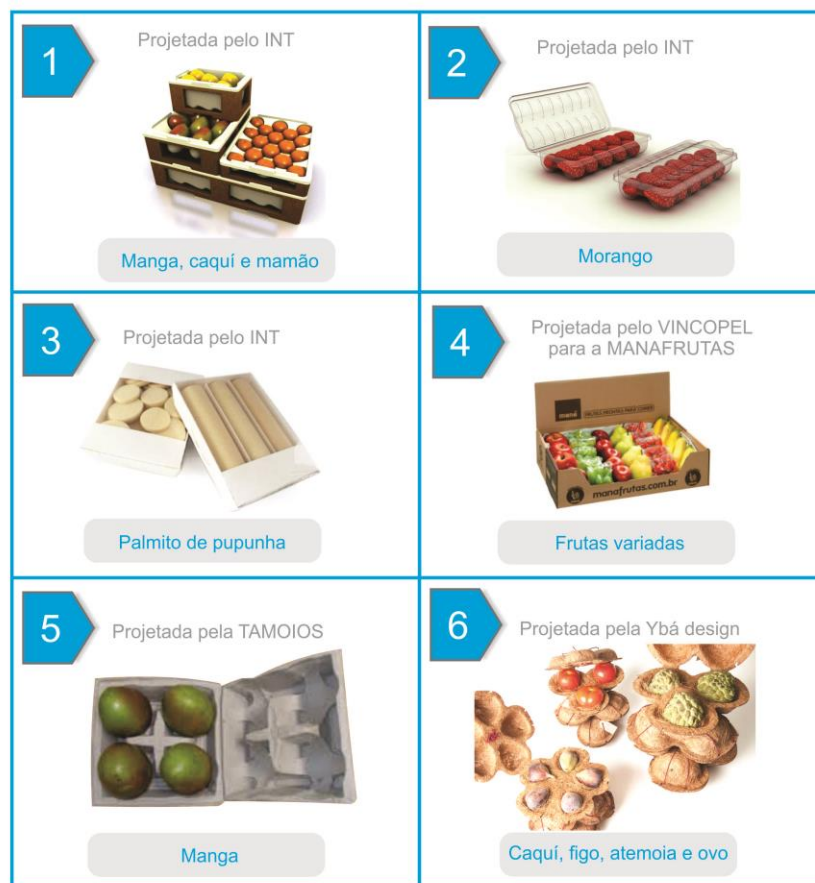 1
Projetada pelo INT
Manga, caquí e mamão
2
Projetada pelo INT
Morango
3
Projetada pelo INT
Palmito de pupunha
4
Projetada pelo VINCOPEL
para a MANAFRUTAS
maná
manafrutas.com.br
Frutas variadas
5
Projetada pela TAMOIOS
Manga
6
Projetada pela Ybá design
Caquí, figo, atemoia e ovo